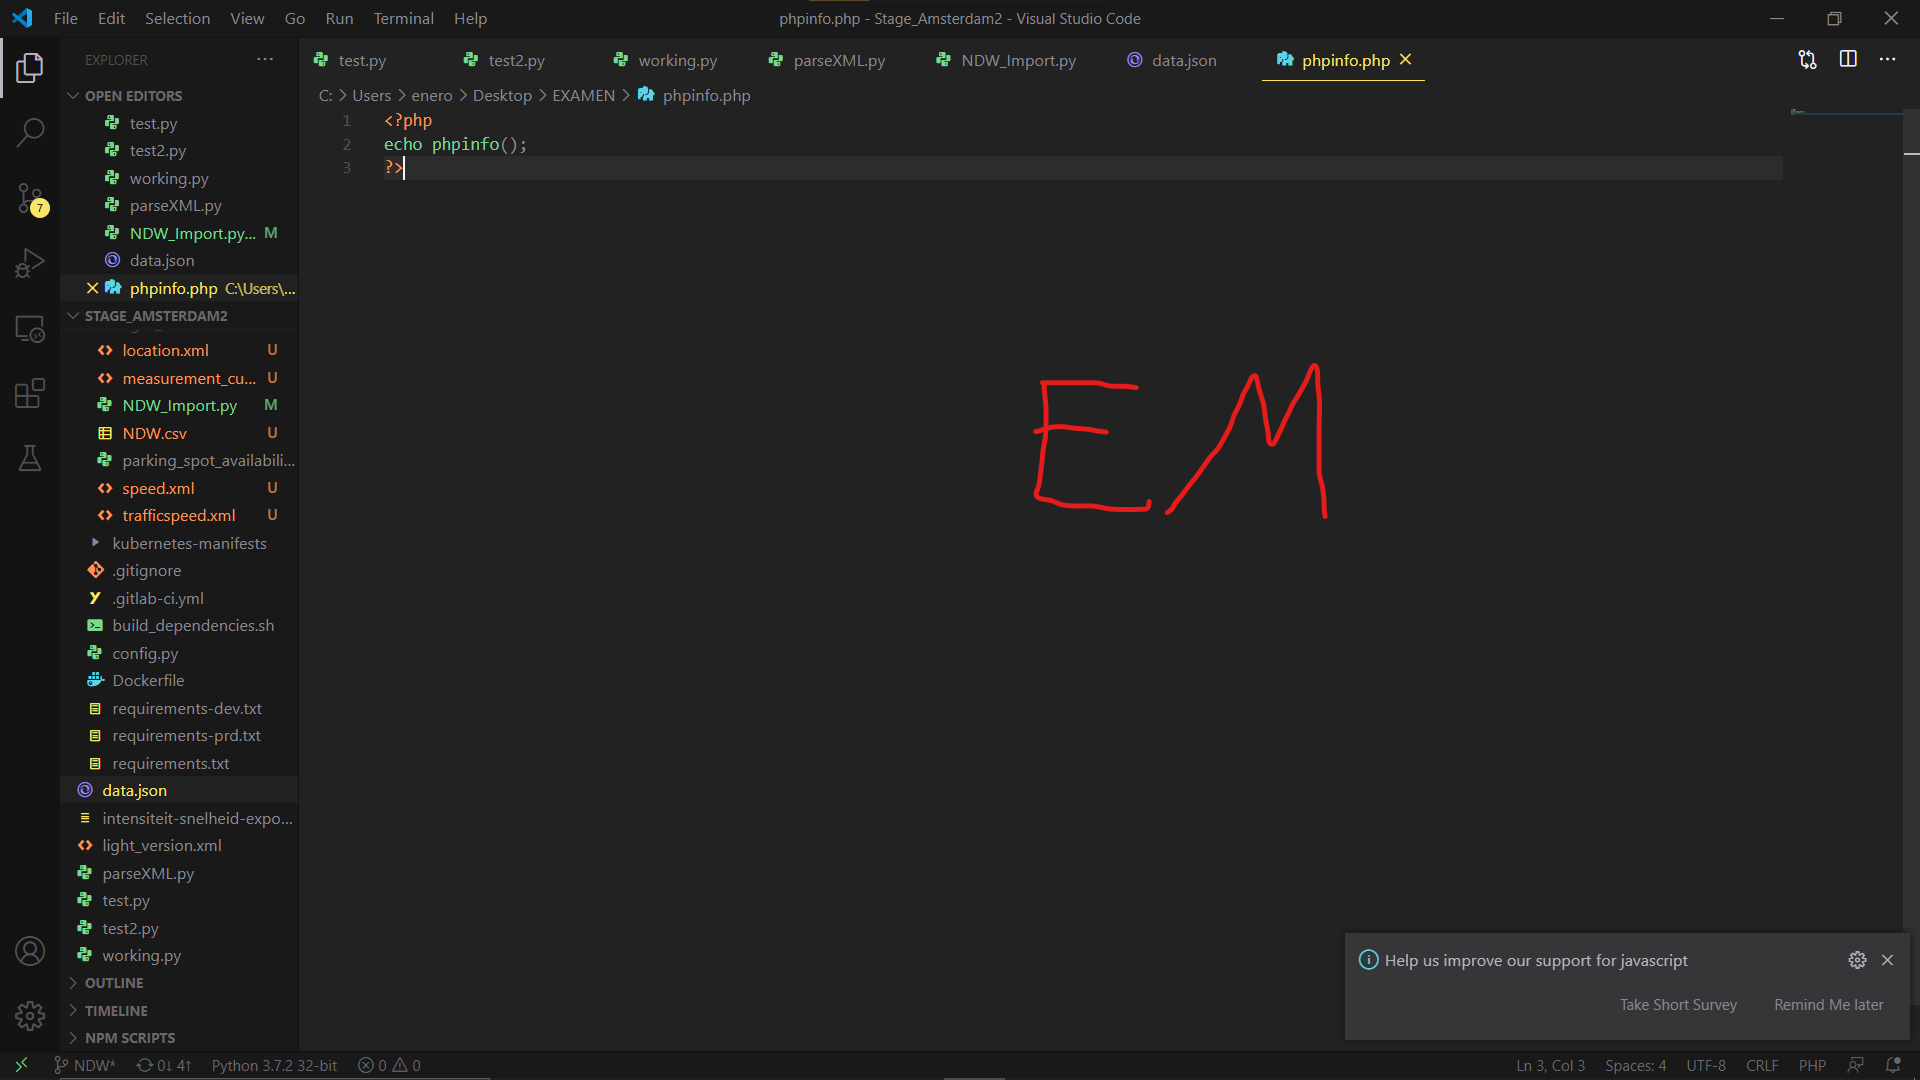 File Edit Selection View Go Run Terminal Help
phpinfo.php - Stage_Amsterdam2 - Visual Studio Code
EXPLORER
test.py test2.py working.py parseXML.py NDW_Import.py data.json phpinfo.php
C: > Users > enero > Desktop > EXAMEN > phpinfo.php
1 <?php
2 echo phpinfo();
3 ?>
E.M
OPEN EDITORS
test.py
test2.py
working.py
parseXML.py
NDW_Import.py... M
data.json
phpinfo.php C:\Users\...
7
STAGE_AMSTERDAM2
location.xml U
measurement_cu... U
NDW_Import.py M
NDW.csv U
parking_spot_availabili...
speed.xml U
trafficspeed.xml U
kubernetes-manifests
.gitignore
.gitlab-ci.yml
build_dependencies.sh
config.py
Dockerfile
requirements-dev.txt
requirements-prd.txt
requirements.txt
data.json
intensiteit-snelheid-expo...
light_version.xml
parseXML.py
test.py
test2.py
working.py
OUTLINE
TIMELINE
NPM SCRIPTS
Help us improve our support for javascript
Take Short Survey Remind Me later
NDW* 0↓ 4↑ Python 3.7.2 32-bit 0 0
Ln 3, Col 3 Spaces: 4 UTF-8 CRLF PHP